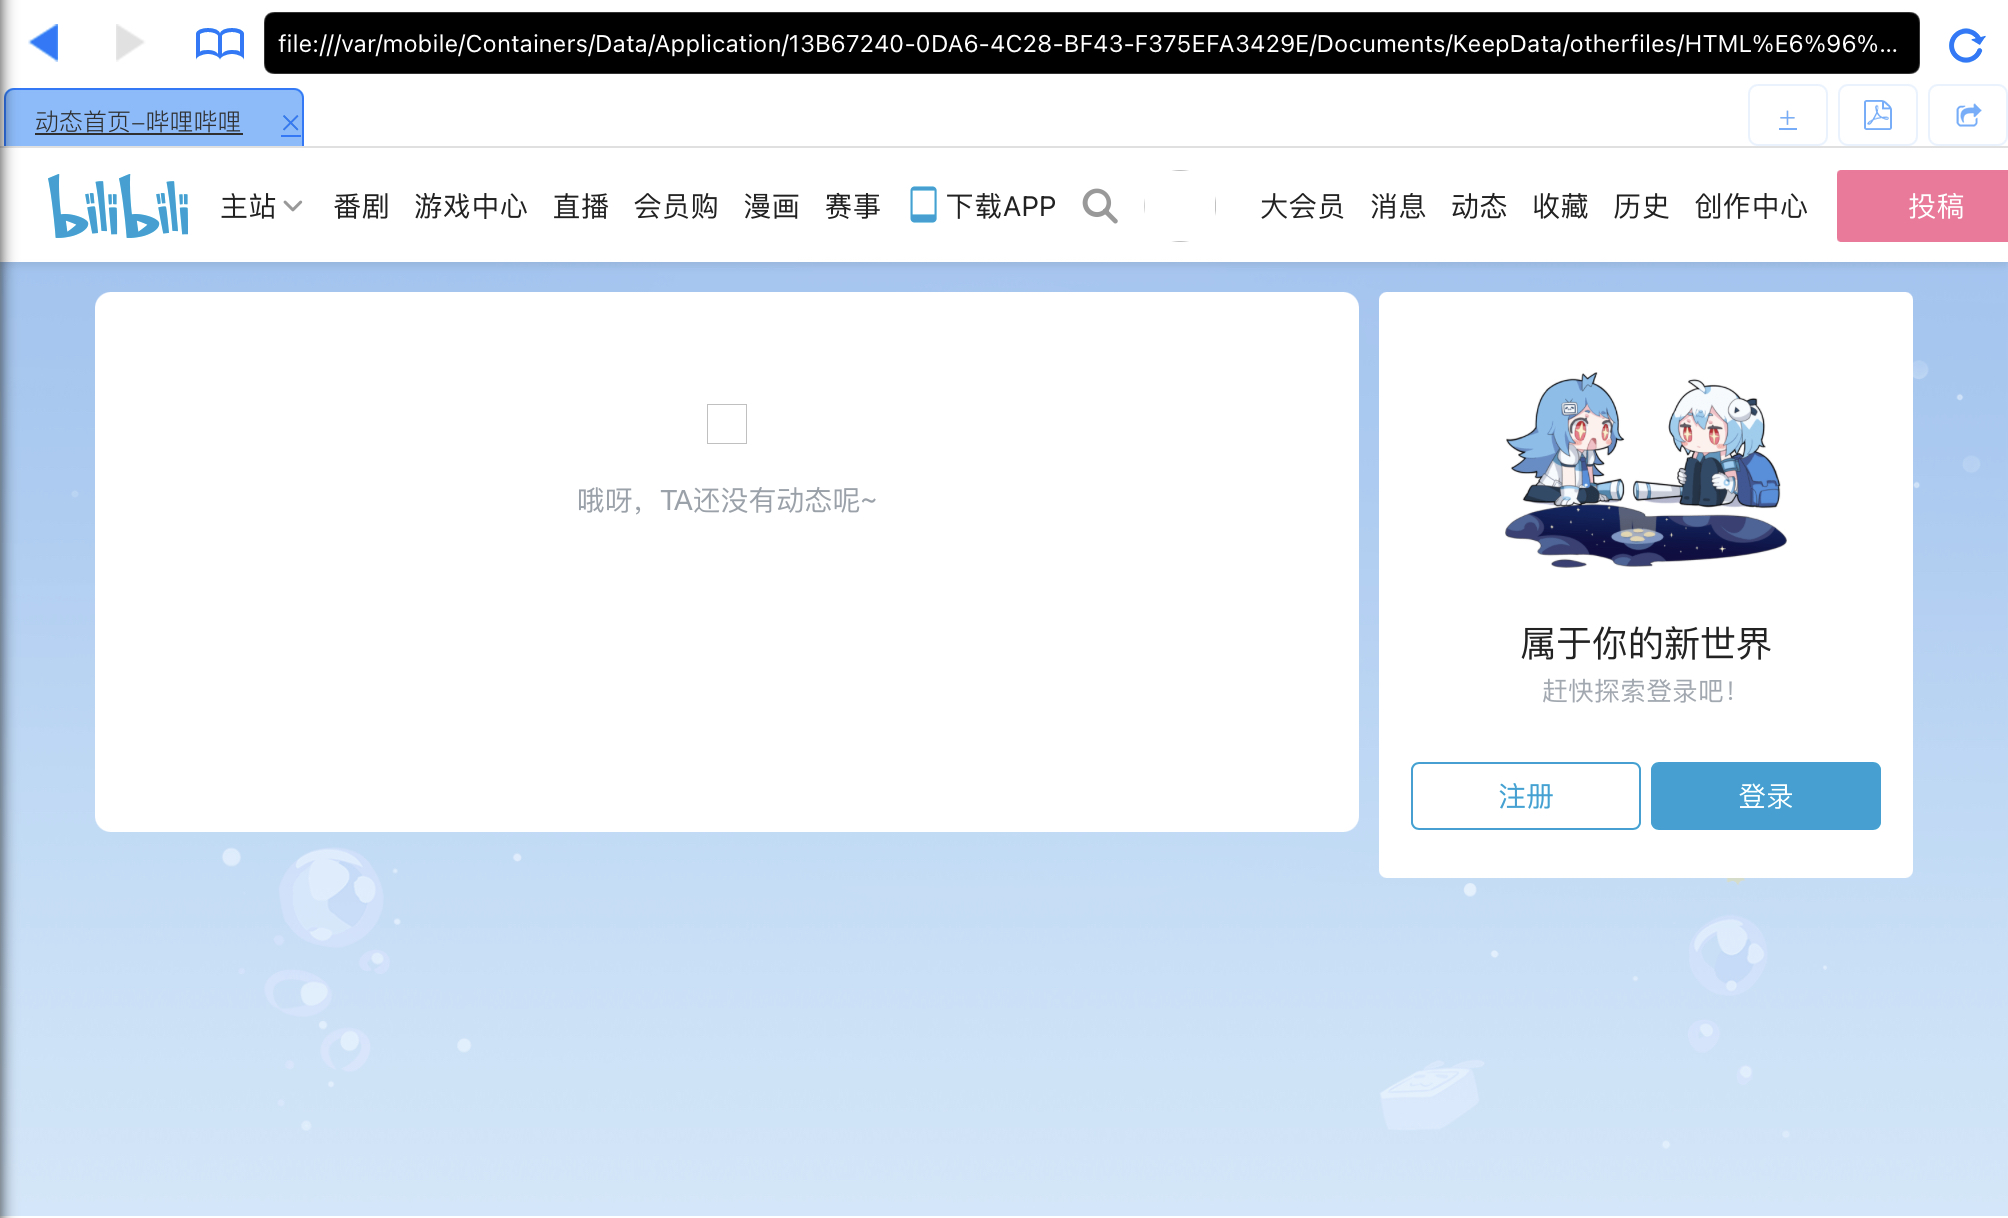 file:///var/mobile/Containers/Data/Application/13B67240-0DA6-4C28-BF43-F375EFA3429E/Documents/KeepData/otherfiles/HTML%E6%96%...
动态首页-哔哩哔哩
bilibili 主站 番剧 游戏中心 直播 会员购 漫画 赛事 下载APP 大会员 消息 动态 收藏 历史 创作中心 投稿
哦呀，TA还没有动态呢~
属于你的新世界
赶快探索登录吧！
注册 登录